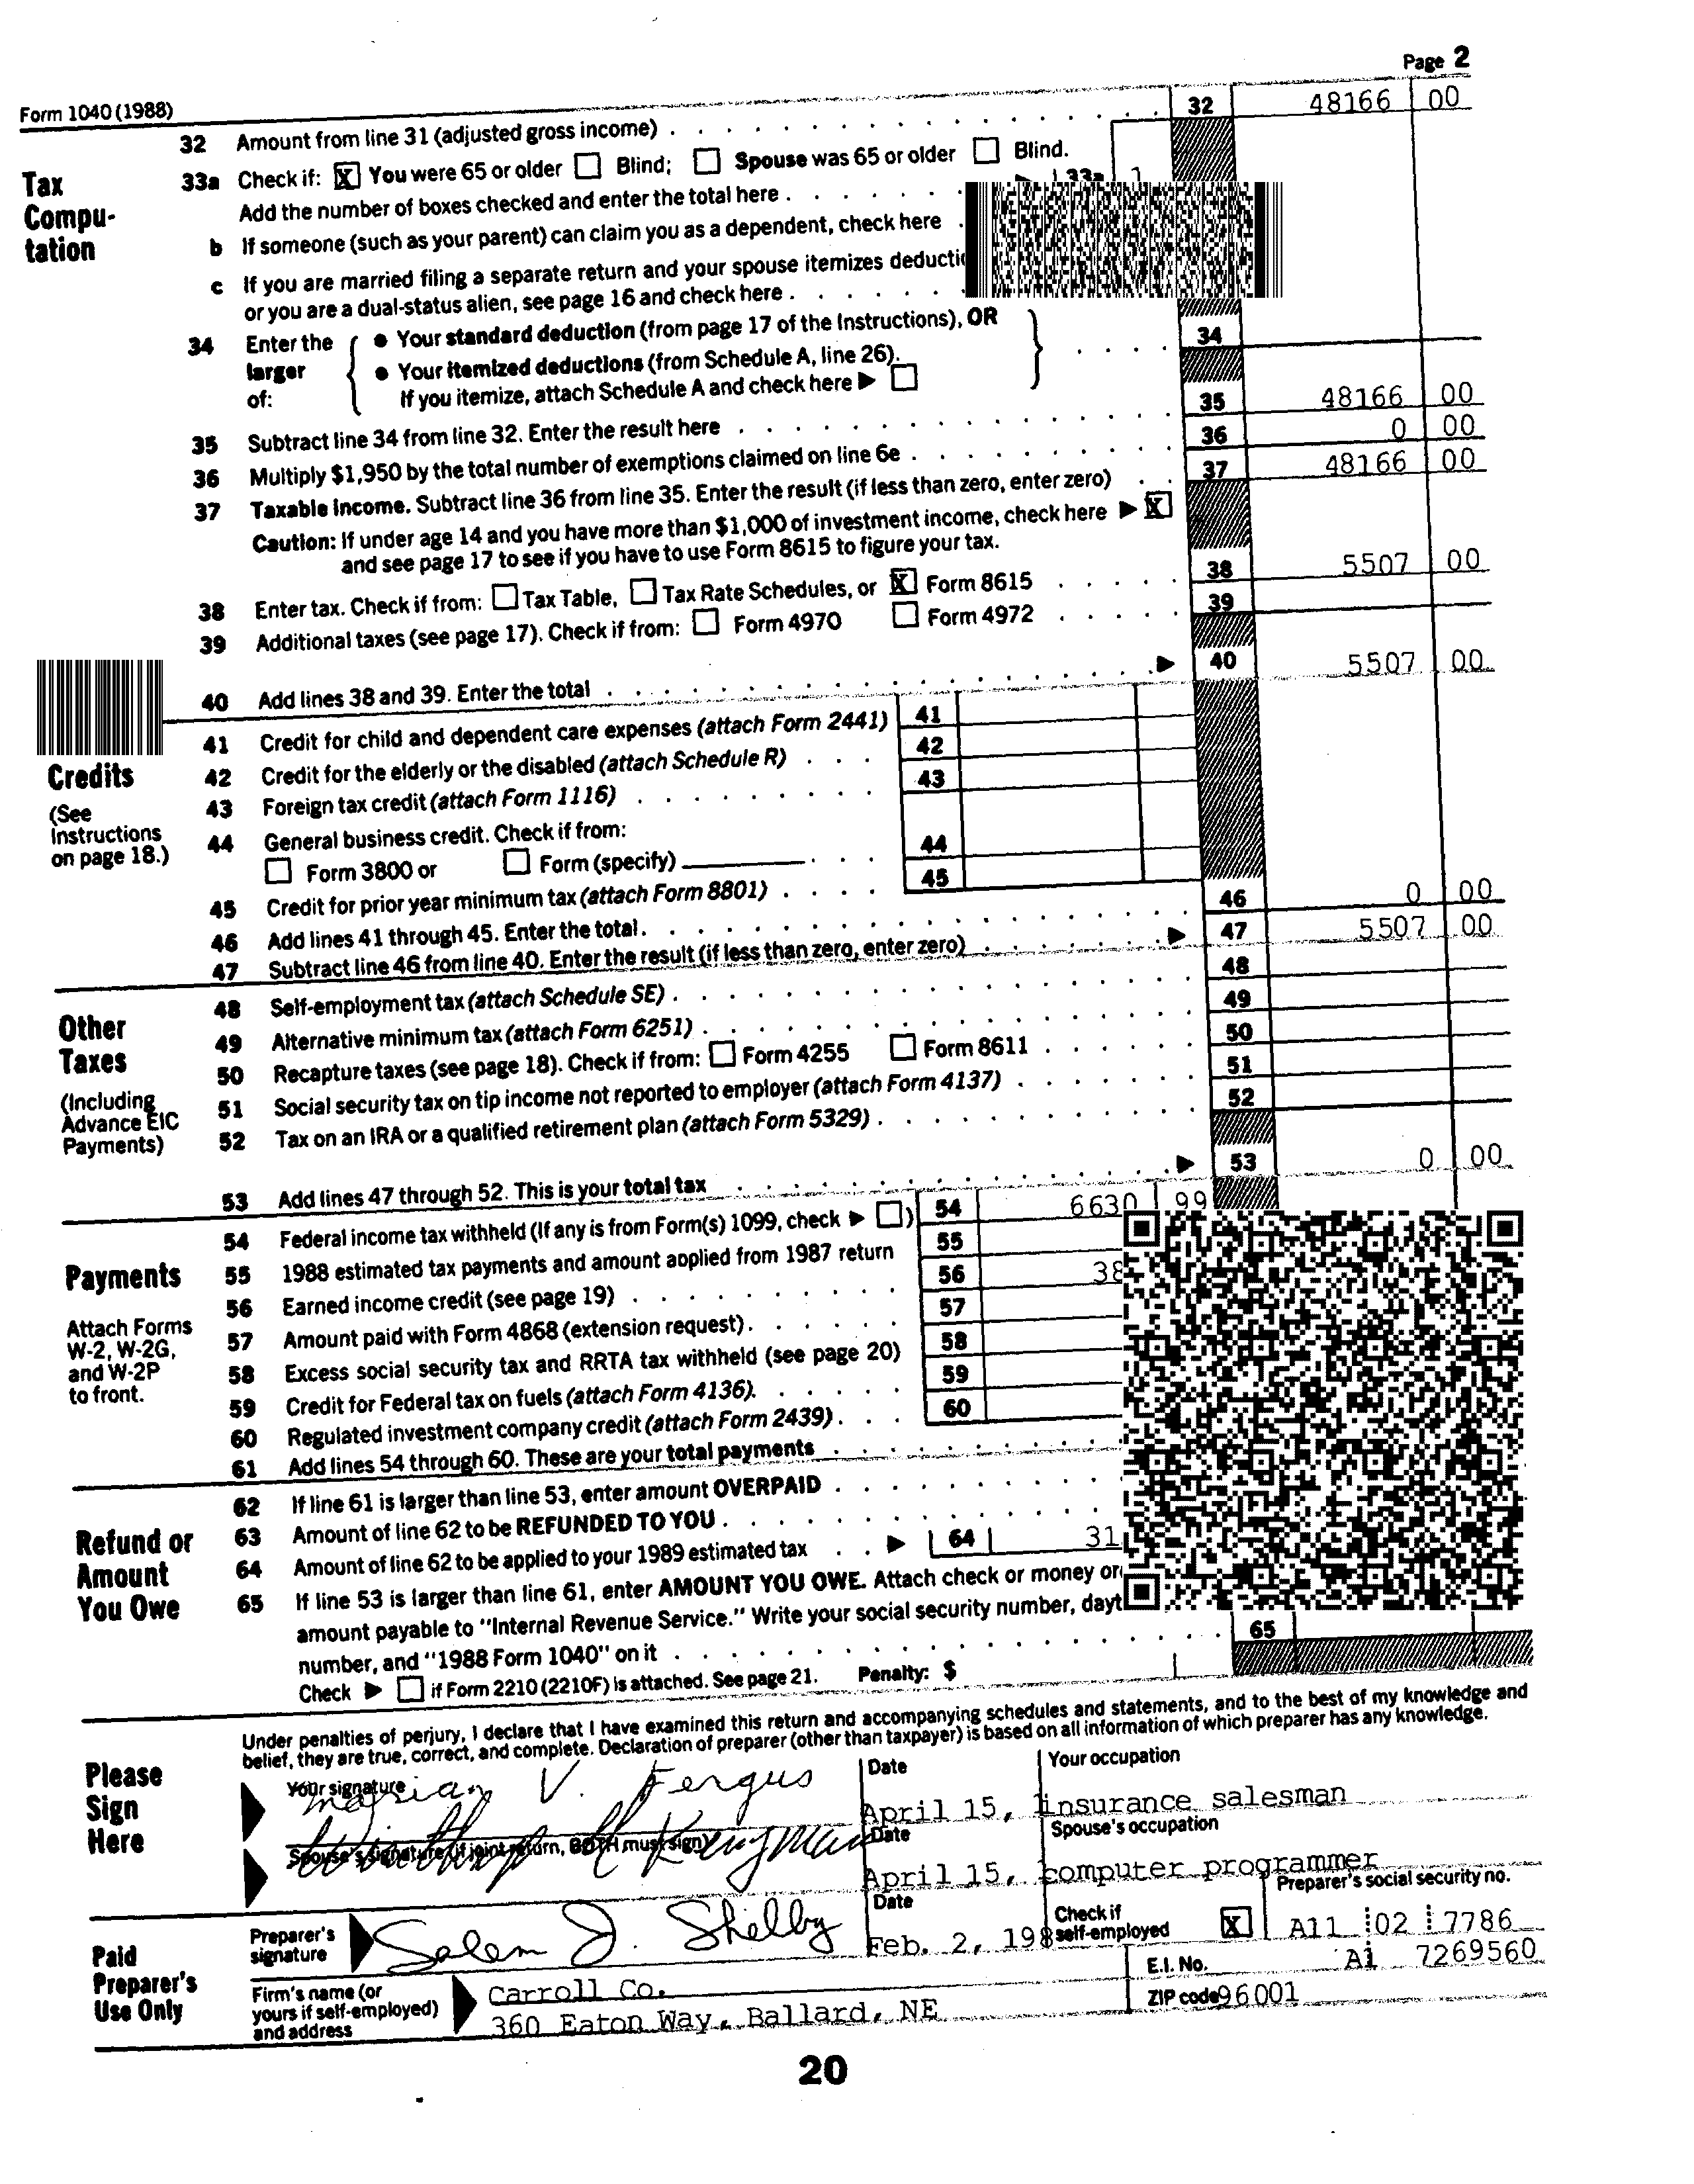 Page 2
Form 1040 (1988)
32 Amount from line 31 (adjusted gross income) . . . 32 48166 00
Tax Compu-tation
33a Check if: X You were 65 or older Blind; Spouse was 65 or older Blind.
Add the number of boxes checked and enter the total here . . . 33a 1
b If someone (such as your parent) can claim you as a dependent, check here .
c If you are married filing a separate return and your spouse itemizes
or you are a dual-status alien, see page 16 and check here . . .
34 Enter the larger of: ● Your standard deduction (from page 17 of the Instructions), OR 34
● Your itemized deductions (from Schedule A, line 26).
If you itemize, attach Schedule A and check here ▶
35 Subtract line 34 from line 32. Enter the result here . . . 35 48166 00
36 Multiply $1,950 by the total number of exemptions claimed on line 6e . . . 36 0 00
37 Taxable income. Subtract line 36 from line 35. Enter the result (if less than zero, enter zero) . . 37 48166 00
Caution: If under age 14 and you have more than $1,000 of investment income, check here ▶ X
and see page 17 to see if you have to use Form 8615 to figure your tax.
38 Enter tax. Check if from: Tax Table, Tax Rate Schedules, or X Form 8615 . . . 38 5507 00
39 Additional taxes (see page 17). Check if from: Form 4970 Form 4972 . . . 39
40 Add lines 38 and 39. Enter the total . . . ▶ 40 5507 00
Credits
(See Instructions on page 18.)
41 Credit for child and dependent care expenses (attach Form 2441) 41
42 Credit for the elderly or the disabled (attach Schedule R) . . . 42
43 Foreign tax credit (attach Form 1116) . . . 43
44 General business credit. Check if from:
Form 3800 or Form (specify) . . . 44
45 Credit for prior year minimum tax (attach Form 8801) . . . 45
46 Add lines 41 through 45. Enter the total . . . 46 0 00
47 Subtract line 46 from line 40. Enter the result (if less than zero, enter zero) . . . ▶ 47 5507 00
Other Taxes
(Including Advance EIC Payments)
48 Self-employment tax (attach Schedule SE) . . . 48
49 Alternative minimum tax (attach Form 6251) . . . 49
50 Recapture taxes (see page 18). Check if from: Form 4255 Form 8611 . . . 50
51 Social security tax on tip income not reported to employer (attach Form 4137) . . . 51
52 Tax on an IRA or a qualified retirement plan (attach Form 5329) . . . 52
53 Add lines 47 through 52. This is your total tax . . . ▶ 53 0 00
Payments
Attach Forms W-2, W-2G, and W-2P to front.
54 Federal income tax withheld (If any is from Form(s) 1099, check ▶ ) 54 6630 99
55 1988 estimated tax payments and amount applied from 1987 return 55
56 Earned income credit (see page 19) . . . 56 38
57 Amount paid with Form 4868 (extension request) . . . 57
58 Excess social security tax and RRTA tax withheld (see page 20) 58
59 Credit for Federal tax on fuels (attach Form 4136). . . . 59
60 Regulated investment company credit (attach Form 2439) . . . 60
61 Add lines 54 through 60. These are your total payments . . .
Refund or Amount You Owe
62 If line 61 is larger than line 53, enter amount OVERPAID . . .
63 Amount of line 62 to be REFUNDED TO YOU . . .
64 Amount of line 62 to be applied to your 1989 estimated tax . . ▶ 64 31
65 If line 53 is larger than line 61, enter AMOUNT YOU OWE. Attach check or money
amount payable to "Internal Revenue Service." Write your social security number,
number, and "1988 Form 1040" on it . . . 65
Check ▶ if Form 2210 (2210F) is attached. See page 21. Penalty: $
Please Sign Here
Under penalties of perjury, I declare that I have examined this return and accompanying schedules and statements, and to the best of my knowledge and
belief, they are true, correct, and complete. Declaration of preparer (other than taxpayer) is based on all information of which preparer has any knowledge.
Your signature Marian V. Fergus Date April 15, Your occupation insurance salesman
Spouse's signature (if joint return, BOTH must sign) Winthrop M Kingman Date April 15, Spouse's occupation computer programmer
Paid Preparer's Use Only
Preparer's signature Salem J. Shelby Date Feb. 2, 198 Check if self-employed X Preparer's social security no. A11 02 7786
Firm's name (or yours if self-employed) and address Carroll Co. E.I. No. A1 7269560
360 Eaton Way, Ballard, NE ZIP code 96001
20